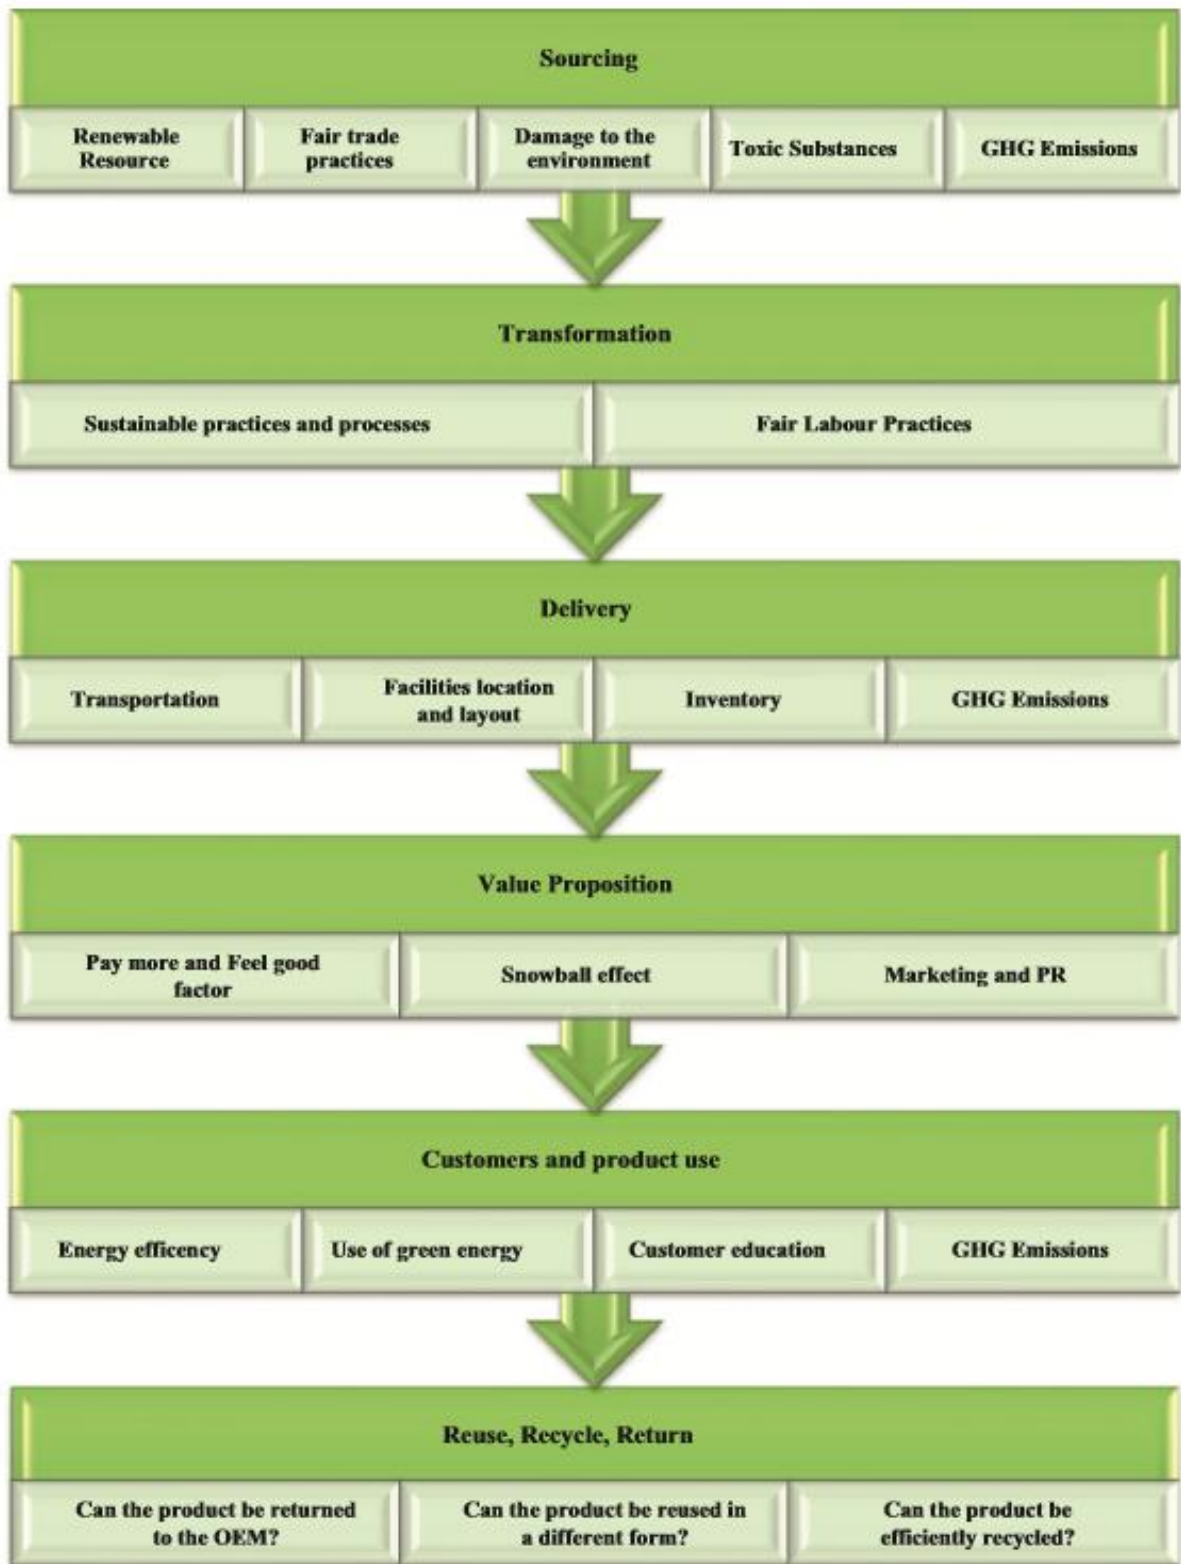 Sourcing
Renewable
Resource
Fair trade
practices
Damage to the
environment
Toxic Substances
GHG Emissions
Transformation
Sustainable practices and processes
Fair Labour Practices
Delivery
Transportation
Facilities location
and layout
Inventory
GHG Emissions
Value Proposition
Pay more and Feel good
factor
Snowball effect
Marketing and PR
Customers and product use
Energy efficency
Use of green energy
Customer education
GHG Emissions
Reuse, Recycle, Return
Can the product be returned
to the OEM?
Can the product be reused in
a different form?
Can the product be
efficiently recycled?